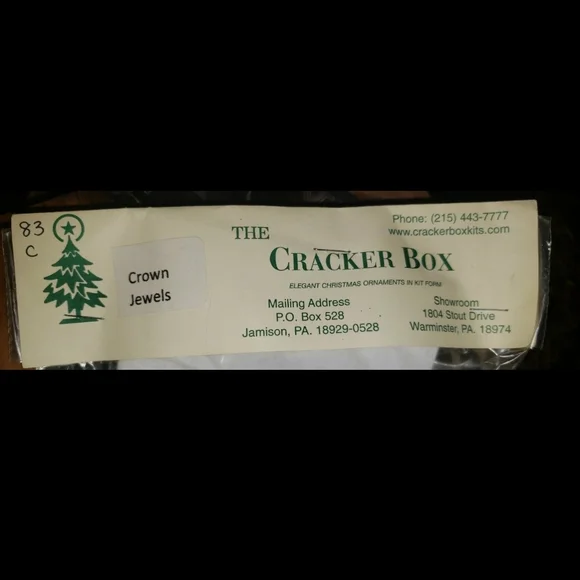 83
C
Crown
Jewels
THE
CRACKER BOX
ELEGANT CHRISTMAS ORNAMENTS IN KIT FORM
Mailing Address
P.O. Box 528
Jamison, PA. 18929-0528
Phone: (215) 443-7777
www.crackerboxkits.com
Showroom
1804 Stout Drive
Warminster, PA. 18974